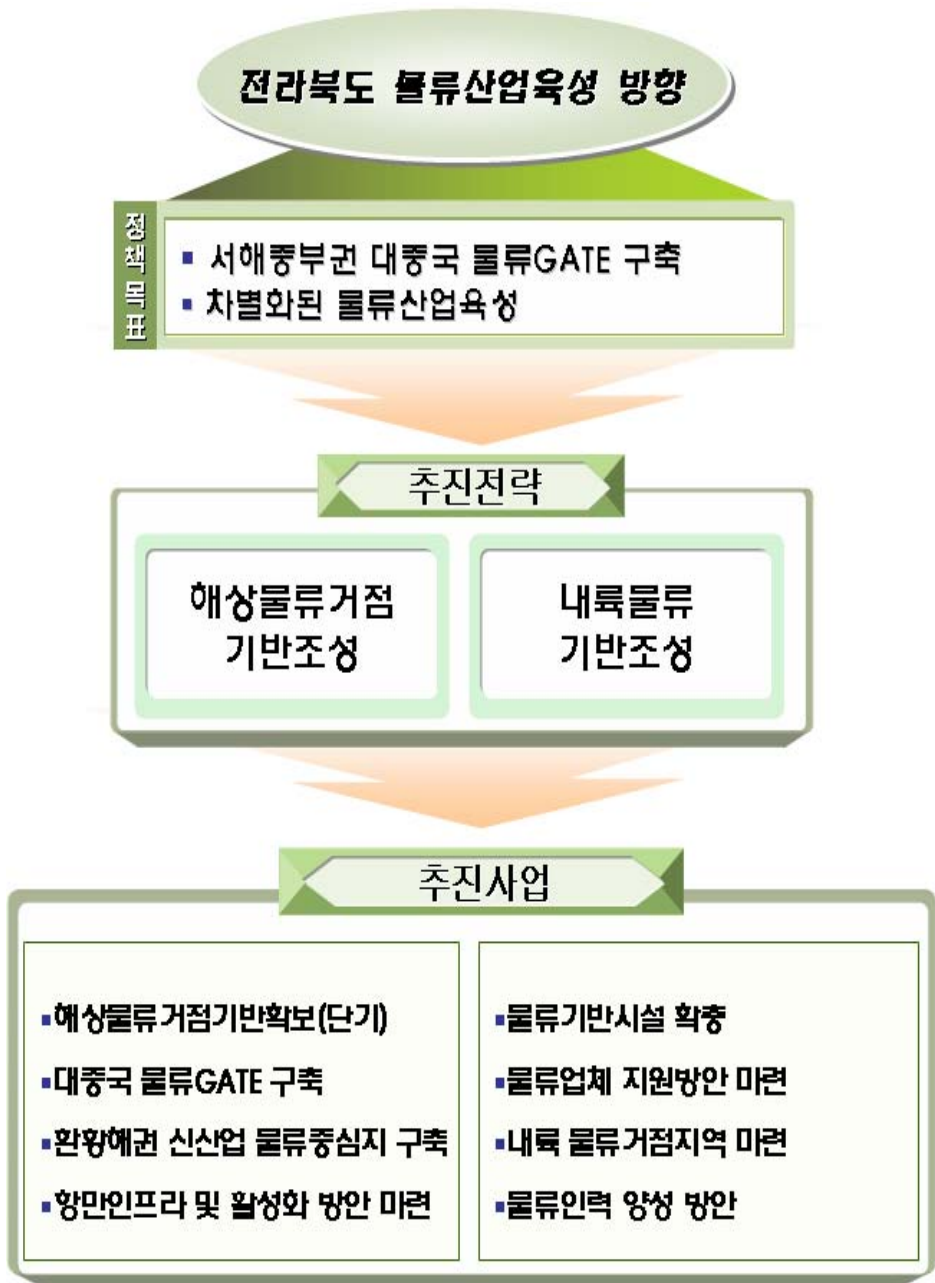 전라북도 물류산업육성 방향
정책목표
▪ 서해중부권 대중국 물류GATE 구축
▪ 차별화된 물류산업육성
추진전략
해상물류거점
기반조성
내륙물류
기반조성
추진사업
▪해상물류거점기반확보(단기)
▪대중국 물류GATE 구축
▪환황해권 신산업 물류중심지 구축
▪항만인프라 및 활성화 방안 마련
▪물류기반시설 확충
▪물류업체 지원방안 마련
▪내륙 물류거점지역 마련
▪물류인력 양성 방안